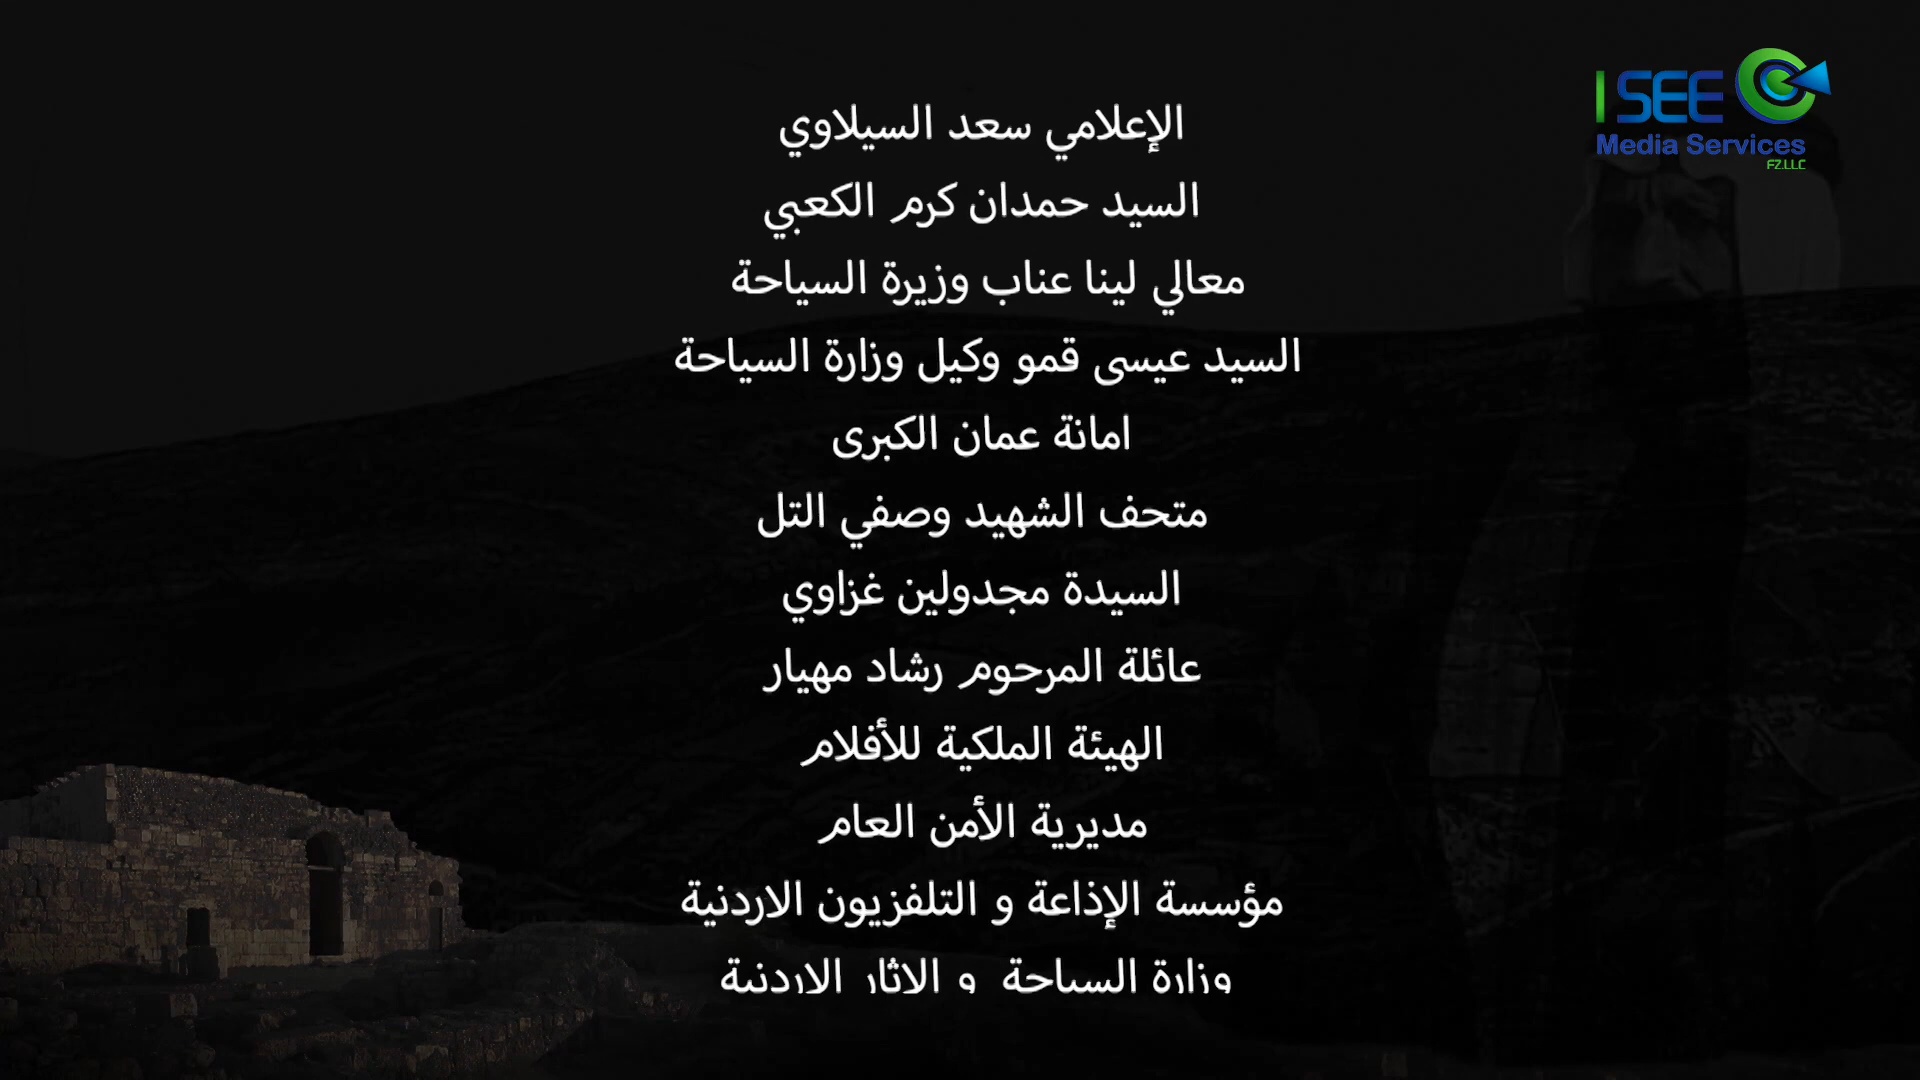 I SEE
Media Services
FZ.LLC
الإعلامي سعد السيلاوي
السيد حمدان كرم الكعبي
معالي لينا عناب وزيرة السياحة
السيد عيسى قمو وكيل وزارة السياحة
امانة عمان الكبرى
متحف الشهيد وصفي التل
السيدة مجدولين غزاوي
عائلة المرحوم رشاد مهيار
الهيئة الملكية للأفلام
مديرية الأمن العام
مؤسسة الإذاعة و التلفزيون الاردنية
وزارة السياحة و الاثار الاردنية